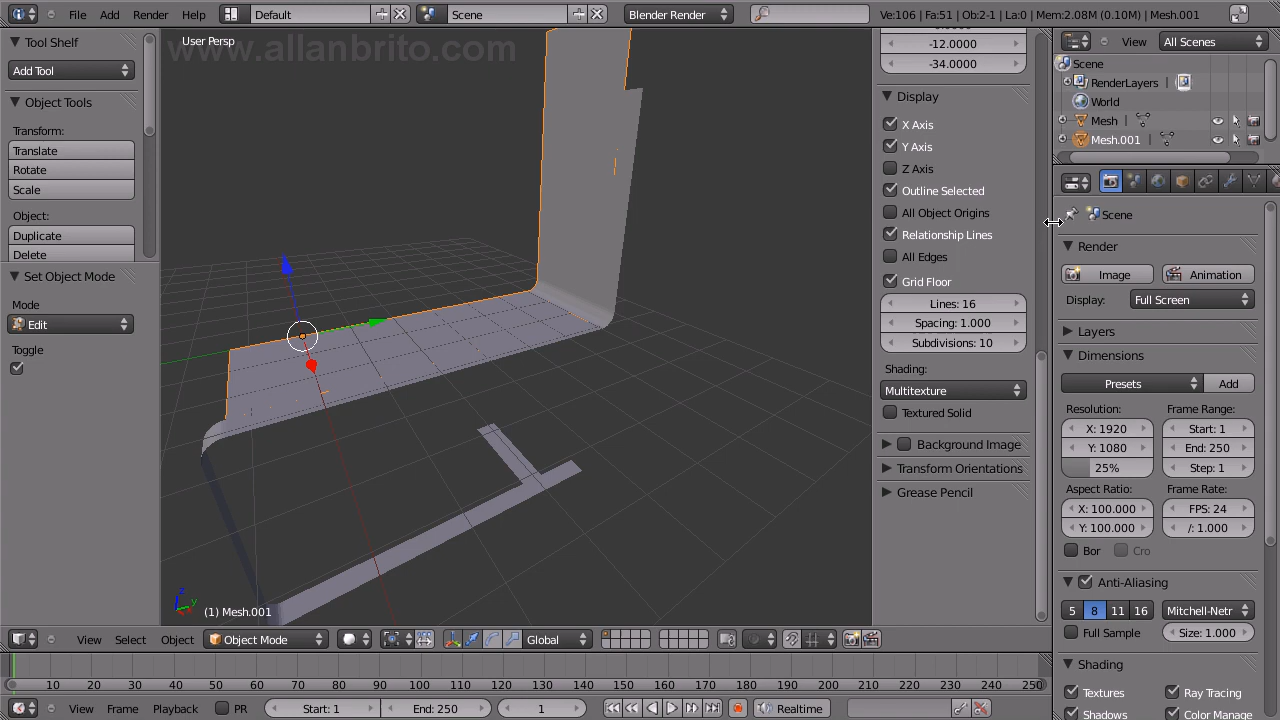 File Add Render Help Default Scene Blender Render Ve:106 | Fa:51 | Ob:2-1 | La:0 | Mem:2.08M (0.10M) | Mesh.001
Tool Shelf
Add Tool
Object Tools
Transform:
Translate
Rotate
Scale
Object:
Duplicate
Delete
Set Object Mode
Mode
Edit
Toggle
www.allanbrito.com
User Persp
(1) Mesh.001
-12.0000
-34.0000
Display
X Axis
Y Axis
Z Axis
Outline Selected
All Object Origins
Relationship Lines
All Edges
Grid Floor
Lines: 16
Spacing: 1.000
Subdivisions: 10
Shading:
Multitexture
Textured Solid
Background Image
Transform Orientations
Grease Pencil
View All Scenes
Scene
RenderLayers |
World
Mesh |
Mesh.001 |
Scene
Render
Image Animation
Display: Full Screen
Layers
Dimensions
Presets Add
Resolution: Frame Range:
X: 1920 Start: 1
Y: 1080 End: 250
25% Step: 1
Aspect Ratio: Frame Rate:
X: 100.000 FPS: 24
Y: 100.000 /: 1.000
Bor Cro
Anti-Aliasing
5 8 11 16 Mitchell-Netr
Full Sample Size: 1.000
Shading
Textures Ray Tracing
Shadows Color Manage
View Select Object Object Mode Global
10 20 30 40 50 60 70 80 90 100 110 120 130 140 150 160 170 180 190 200 210 220 230 240 250
View Frame Playback PR Start: 1 End: 250 1 Realtime